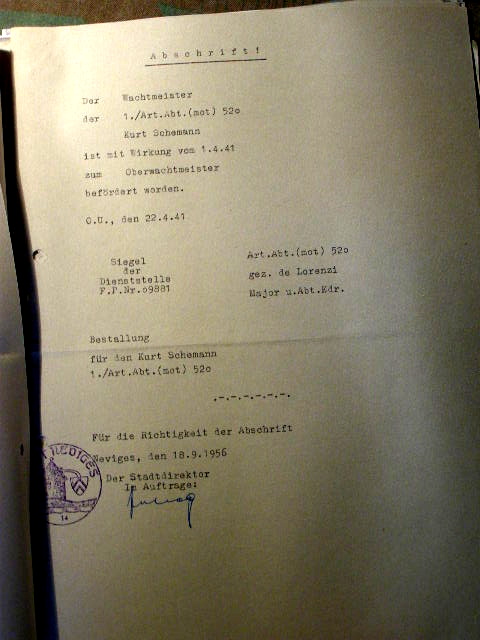 Abschrift!
Der Wachtmeister
der 1./Art.Abt.(mot) 52o
Kurt Schemann
ist mit Wirkung vom 1.4.41
zum Oberwachtmeister
befördert worden.
O.U., den 22.4.41
Siegel
der
Dienststelle
F.P.Nr.o9881
Art.Abt.(mot) 52o
gez. de Lorenzi
Major u.Abt.Kdr.
Bestallung
für den Kurt Schemann
1./Art.Abt.(mot) 52o
.-.-.-.-.-.-.
Für die Richtigkeit der Abschrift
Neviges, den 18.9.1956
Der Stadtdirektor
Im Auftrage:
NEVIGES
14